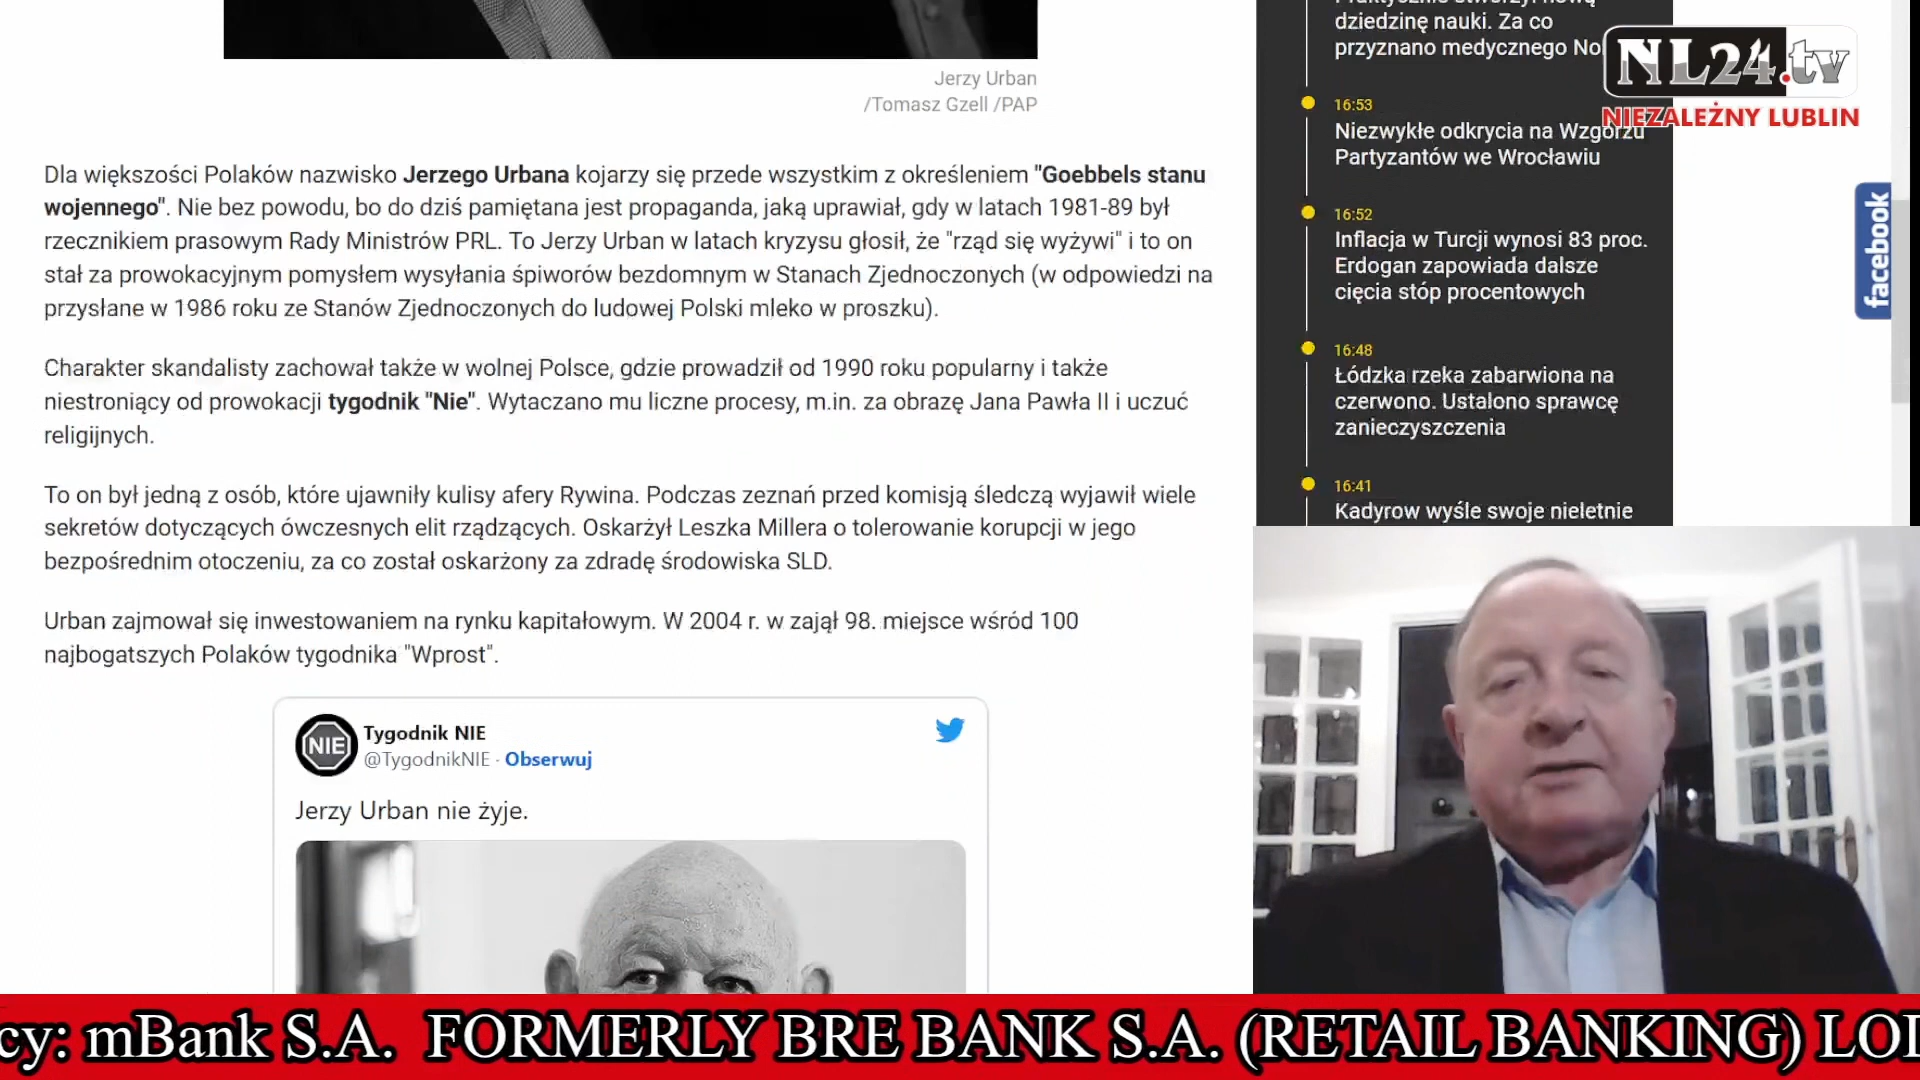 Jerzy Urban
/Tomasz Gzell /PAP
Dla większości Polaków nazwisko Jerzego Urbana kojarzy się przede wszystkim z określeniem "Goebbels stanu
wojennego". Nie bez powodu, bo do dziś pamiętana jest propaganda, jaką uprawiał, gdy w latach 1981-89 był
rzecznikiem prasowym Rady Ministrów PRL. To Jerzy Urban w latach kryzysu głosił, że "rząd się wyżywi" i to on
stał za prowokacyjnym pomysłem wysyłania śpiworów bezdomnym w Stanach Zjednoczonych (w odpowiedzi na
przysłane w 1986 roku ze Stanów Zjednoczonych do ludowej Polski mleko w proszku).
Charakter skandalisty zachował także w wolnej Polsce, gdzie prowadził od 1990 roku popularny i także
niestroniący od prowokacji tygodnik "Nie". Wytaczano mu liczne procesy, m.in. za obrazę Jana Pawła II i uczuć
religijnych.
To on był jedną z osób, które ujawniły kulisy afery Rywina. Podczas zeznań przed komisją śledczą wyjawił wiele
sekretów dotyczących ówczesnych elit rządzących. Oskarżył Leszka Millera o tolerowanie korupcji w jego
bezpośrednim otoczeniu, za co został oskarżony za zdradę środowiska SLD.
Urban zajmował się inwestowaniem na rynku kapitałowym. W 2004 r. w zajął 98. miejsce wśród 100
najbogatszych Polaków tygodnika "Wprost".
NIE
Tygodnik NIE
@TygodnikNIE · Obserwuj
Jerzy Urban nie żyje.
dziedzinę nauki. Za co
przyznano medycznego No
16:53
Niezwykłe odkrycia na Wzgórzu
Partyzantów we Wrocławiu
16:52
Inflacja w Turcji wynosi 83 proc.
Erdogan zapowiada dalsze
cięcia stóp procentowych
16:48
Łódzka rzeka zabarwiona na
czerwono. Ustalono sprawcę
zanieczyszczenia
16:41
Kadyrow wyśle swoje nieletnie
NL24.tv
NIEZALEŻNY LUBLIN
facebook
cy: mBank S.A. FORMERLY BRE BANK S.A. (RETAIL BANKING) LOD